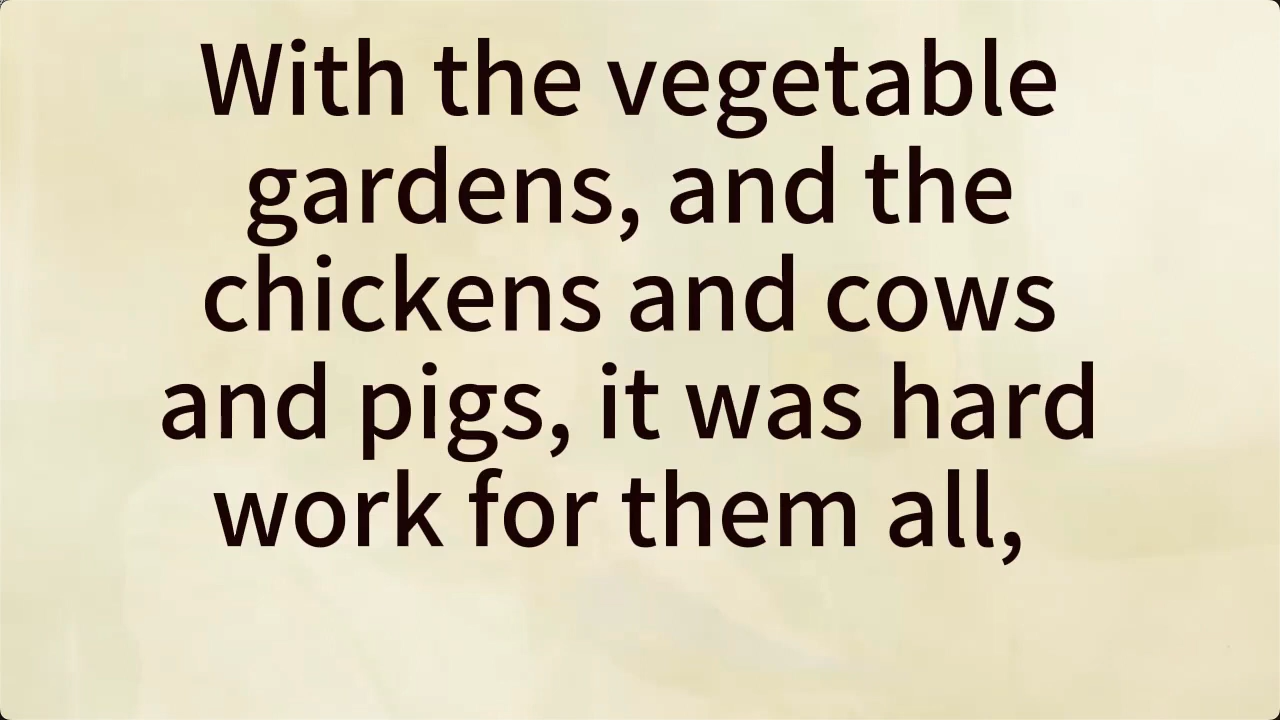 With the vegetable
gardens, and the
chickens and cows
and pigs, it was hard
work for them all,